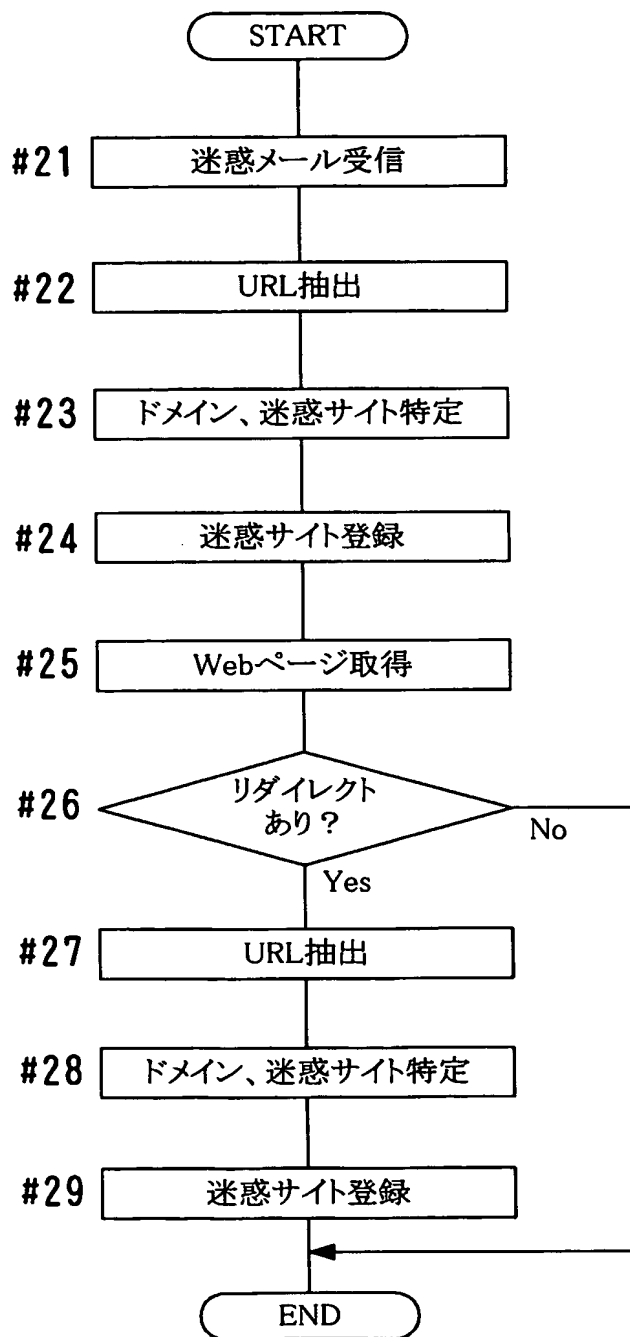 START
#21 迷惑メール受信
#22 URL抽出
#23 ドメイン、迷惑サイト特定
#24 迷惑サイト登録
#25 Webページ取得
#26 リダイレクト
あり?
No
Yes
#27 URL抽出
#28 ドメイン、迷惑サイト特定
#29 迷惑サイト登録
END